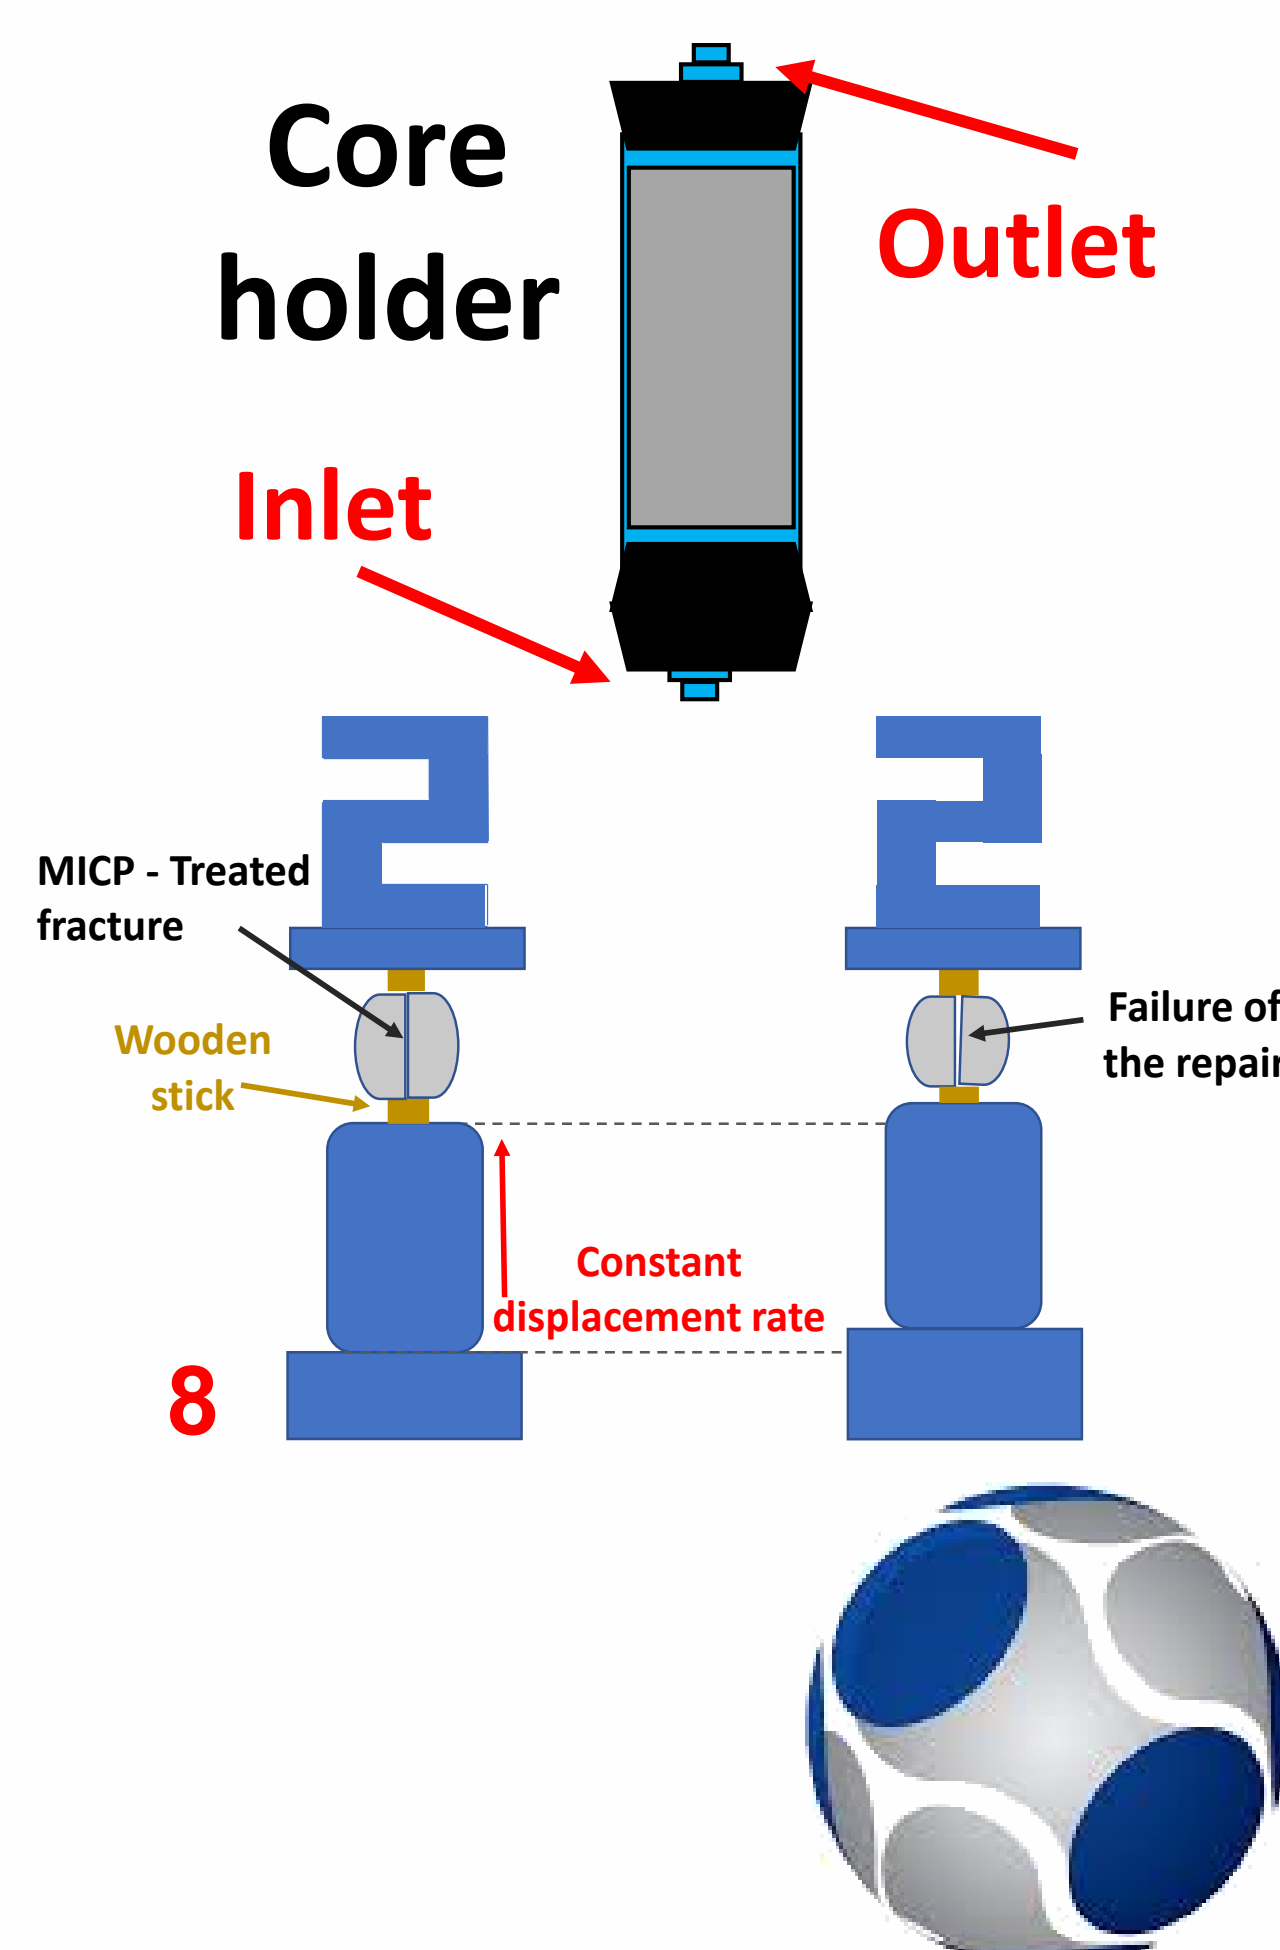 Core
holder
Outlet
Inlet
MICP - Treated
fracture
Wooden
stick
Failure of
the repair
Constant
displacement rate
8